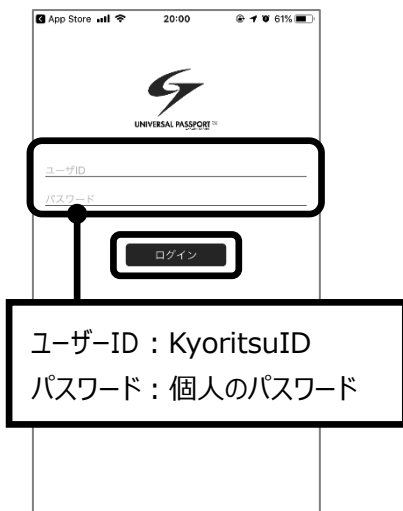 App Store 20:00 61%
UNIVERSAL PASSPORT
ユーザID
パスワード
ログイン
ユーザーID：KyoritsuID
パスワード：個人のパスワード